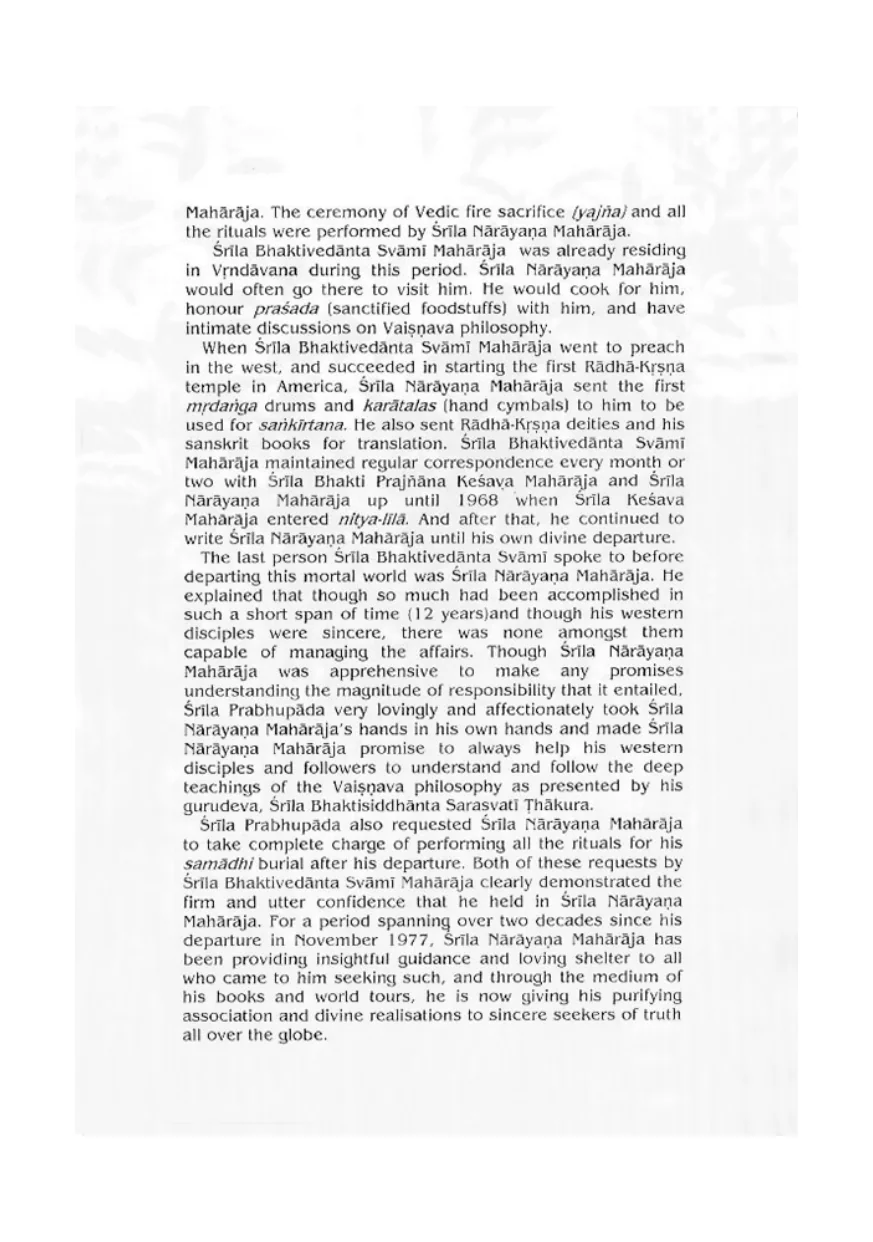 Mahārāja. The ceremony of Vedic fire sacrifice (yajña) and all
the rituals were performed by Śrīla Nārāyaṇa Mahārāja.
Śrīla Bhaktivedānta Svāmī Mahārāja was already residing
in Vṛndāvana during this period. Śrīla Nārāyaṇa Mahārāja
would often go there to visit him. He would cook for him,
honour praśada (sanctified foodstuffs) with him, and have
intimate discussions on Vaiṣṇava philosophy.
When Śrīla Bhaktivedānta Svāmī Mahārāja went to preach
in the west, and succeeded in starting the first Rādhā-Kṛṣṇa
temple in America, Śrīla Nārāyaṇa Mahārāja sent the first
mṛdaṅga drums and karātalas (hand cymbals) to him to be
used for saṅkīrtana. He also sent Rādhā-Kṛṣṇa deities and his
sanskrit books for translation. Śrīla Bhaktivedānta Svāmī
Mahārāja maintained regular correspondence every month or
two with Śrīla Bhakti Prajñāna Keśava Mahārāja and Śrīla
Nārāyaṇa Mahārāja up until 1968 when Śrīla Keśava
Mahārāja entered nitya-līlā. And after that, he continued to
write Śrīla Nārāyaṇa Mahārāja until his own divine departure.
The last person Śrīla Bhaktivedānta Svāmī spoke to before
departing this mortal world was Śrīla Nārāyaṇa Mahārāja. He
explained that though so much had been accomplished in
such a short span of time (12 years)and though his western
disciples were sincere, there was none amongst them
capable of managing the affairs. Though Śrīla Nārāyaṇa
Mahārāja was apprehensive to make any promises
understanding the magnitude of responsibility that it entailed,
Śrīla Prabhupāda very lovingly and affectionately took Śrīla
Nārāyaṇa Mahārāja's hands in his own hands and made Śrīla
Nārāyaṇa Mahārāja promise to always help his western
disciples and followers to understand and follow the deep
teachings of the Vaiṣṇava philosophy as presented by his
gurudeva, Śrīla Bhaktisiddhānta Sarasvatī Ṭhākura.
Śrīla Prabhupāda also requested Śrīla Nārāyaṇa Mahārāja
to take complete charge of performing all the rituals for his
samādhi burial after his departure. Both of these requests by
Śrīla Bhaktivedānta Svāmī Mahārāja clearly demonstrated the
firm and utter confidence that he held in Śrīla Nārāyaṇa
Mahārāja. For a period spanning over two decades since his
departure in November 1977, Śrīla Nārāyaṇa Mahārāja has
been providing insightful guidance and loving shelter to all
who came to him seeking such, and through the medium of
his books and world tours, he is now giving his purifying
association and divine realisations to sincere seekers of truth
all over the globe.